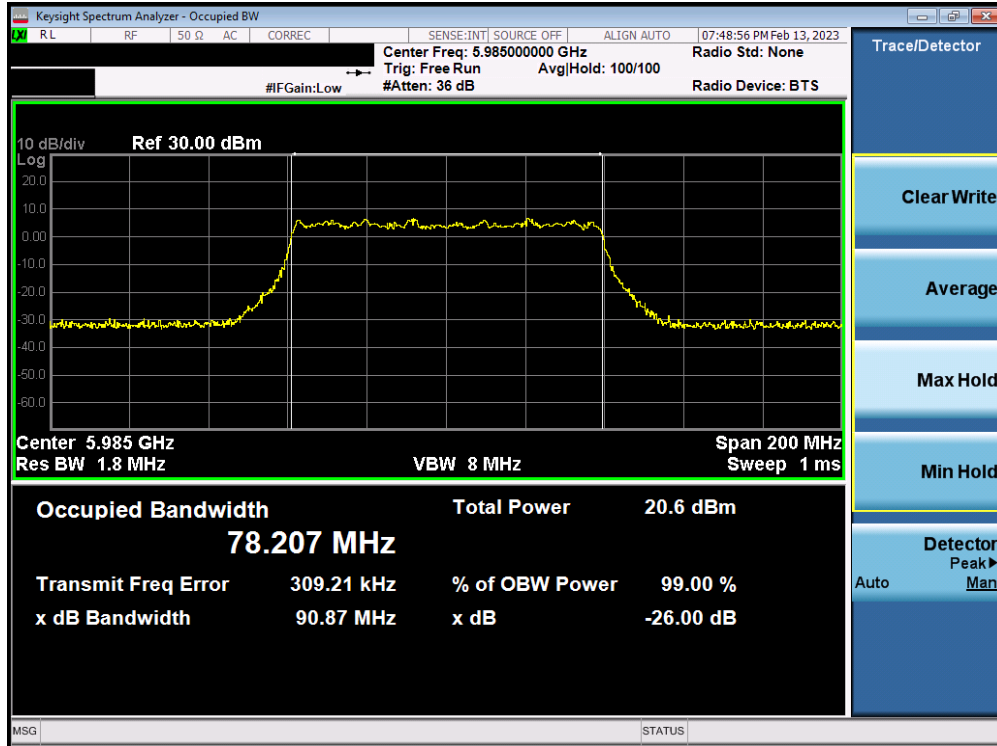 Keysight Spectrum Analyzer - Occupied BW
LXI RL RF 50 Ω AC CORREC SENSE:INT SOURCE OFF ALIGN AUTO 07:48:56 PM Feb 13, 2023
Center Freq: 5.985000000 GHz Radio Std: None
Trig: Free Run Avg|Hold: 100/100
#IFGain:Low #Atten: 36 dB Radio Device: BTS
10 dB/div Ref 30.00 dBm
Log
20.0
10.0
0.00
-10.0
-20.0
-30.0
-40.0
-50.0
-60.0
Center 5.985 GHz Span 200 MHz
Res BW 1.8 MHz VBW 8 MHz Sweep 1 ms
Occupied Bandwidth Total Power 20.6 dBm
78.207 MHz
Transmit Freq Error 309.21 kHz % of OBW Power 99.00 %
x dB Bandwidth 90.87 MHz x dB -26.00 dB
MSG STATUS
Trace/Detector
Clear Write
Average
Max Hold
Min Hold
Detector
Peak▶
Auto Man